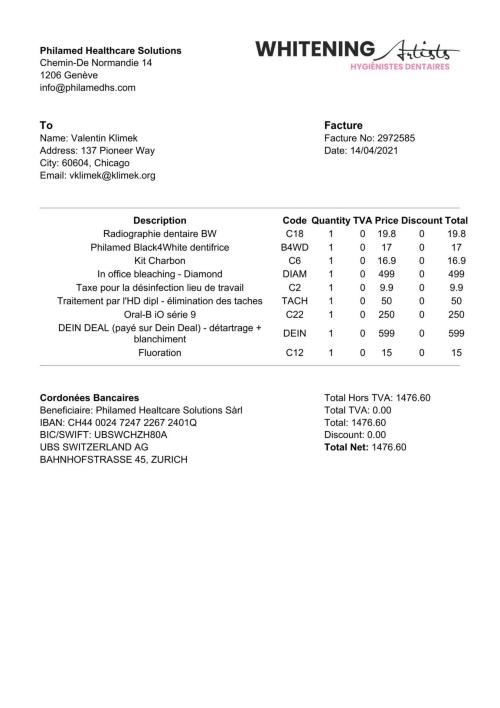 WHITENING Artists
HYGIÉNISTES DENTAIRES
Philamed Healthcare Solutions
Chemin-De Normandie 14
1206 Genève
info@philamedhs.com
To
Name: Valentin Klimek
Address: 137 Pioneer Way
City: 60604, Chicago
Email: vklimek@klimek.org
Facture
Facture No: 2972585
Date: 14/04/2021
Description Code Quantity TVA Price Discount Total
Radiographie dentaire BW C18 1 0 19.8 0 19.8
Philamed Black4White dentifrice B4WD 1 0 17 0 17
Kit Charbon C6 1 0 16.9 0 16.9
In office bleaching - Diamond DIAM 1 0 499 0 499
Taxe pour la désinfection lieu de travail C2 1 0 9.9 0 9.9
Traitement par l'HD dipl - élimination des taches TACH 1 0 50 0 50
Oral-B iO série 9 C22 1 0 250 0 250
DEIN DEAL (payé sur Dein Deal) - détartrage +
blanchiment DEIN 1 0 599 0 599
Fluoration C12 1 0 15 0 15
Cordonées Bancaires
Beneficiaire: Philamed Healtcare Solutions Sàrl
IBAN: CH44 0024 7247 2267 2401Q
BIC/SWIFT: UBSWCHZH80A
UBS SWITZERLAND AG
BAHNHOFSTRASSE 45, ZURICH
Total Hors TVA: 1476.60
Total TVA: 0.00
Total: 1476.60
Discount: 0.00
Total Net: 1476.60